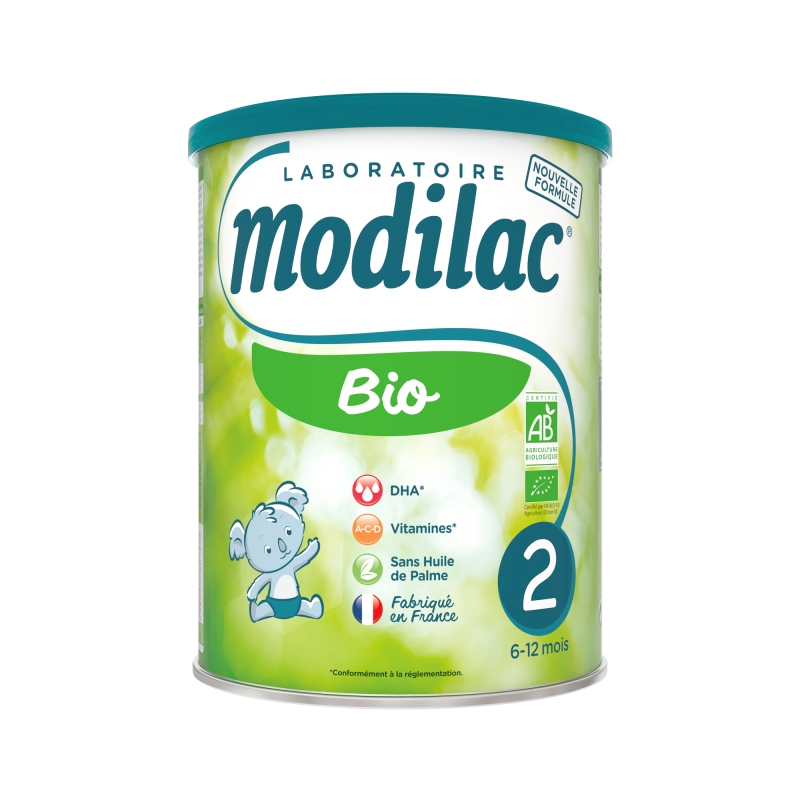 LABORATOIRE
NOUVELLE
FORMULE
modilac®
Bio
CERTIFIÉ
AB
AGRICULTURE
BIOLOGIQUE
DHA*
A-C-D
Vitamines*
Sans Huile
de Palme
Fabriqué
en France
2
6-12 mois
*Conformément à la réglementation.